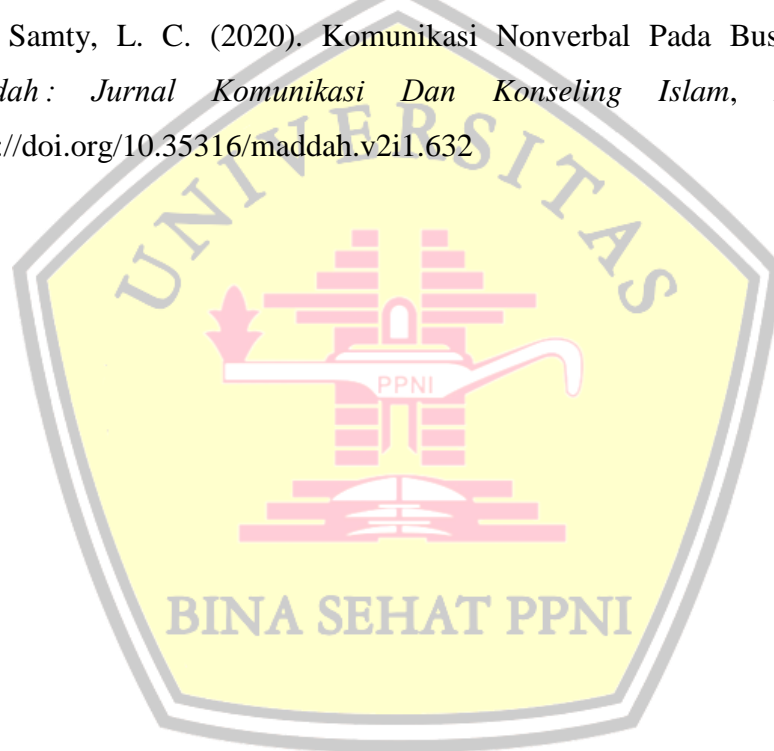 Samty, L. C. (2020). Komunikasi Nonverbal Pada Bus
dah : Jurnal Komunikasi Dan Konseling Islam,
://doi.org/10.35316/maddah.v2i1.632
UNIVERSITAS
PPNI
BINA SEHAT PPNI